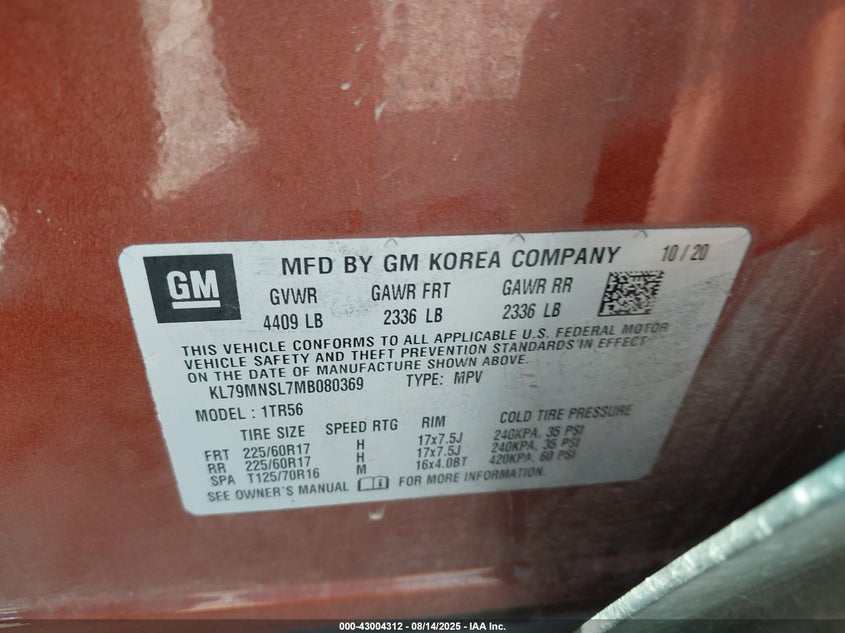 GM
MFD BY GM KOREA COMPANY 10/20
GVWR GAWR FRT GAWR RR
4409 LB 2336 LB 2336 LB
THIS VEHICLE CONFORMS TO ALL APPLICABLE U.S. FEDERAL MOTOR
VEHICLE SAFETY AND THEFT PREVENTION STANDARDS IN EFFECT
ON THE DATE OF MANUFACTURE SHOWN ABOVE.
KL79MNSL7MB080369 TYPE: MPV
MODEL : 1TR56
TIRE SIZE SPEED RTG RIM COLD TIRE PRESSURE
FRT 225/60R17 H 17x7.5J 240KPA, 35 PSI
RR 225/60R17 H 17x7.5J 240KPA, 35 PSI
SPA T125/70R16 M 16x4.0BT 420KPA, 60 PSI
SEE OWNER'S MANUAL FOR MORE INFORMATION.
000-43004312 - 08/14/2025 - IAA Inc.